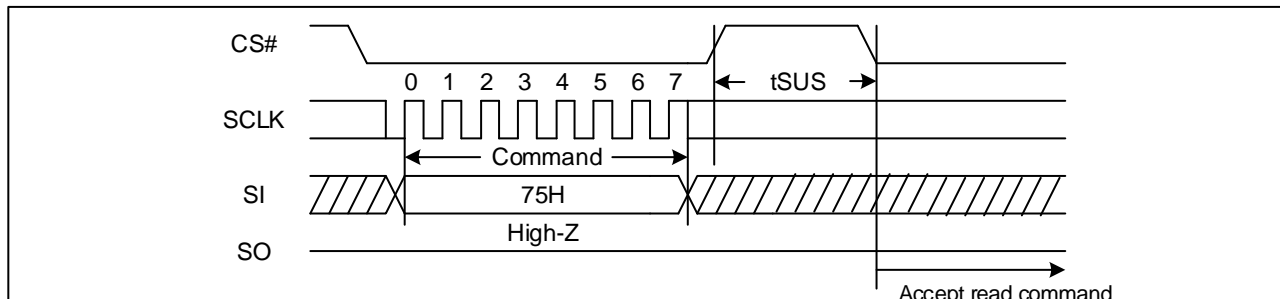 CS#
0 1 2 3 4 5 6 7
tSUS
SCLK
Command
SI
75H
High-Z
SO
Accept read command